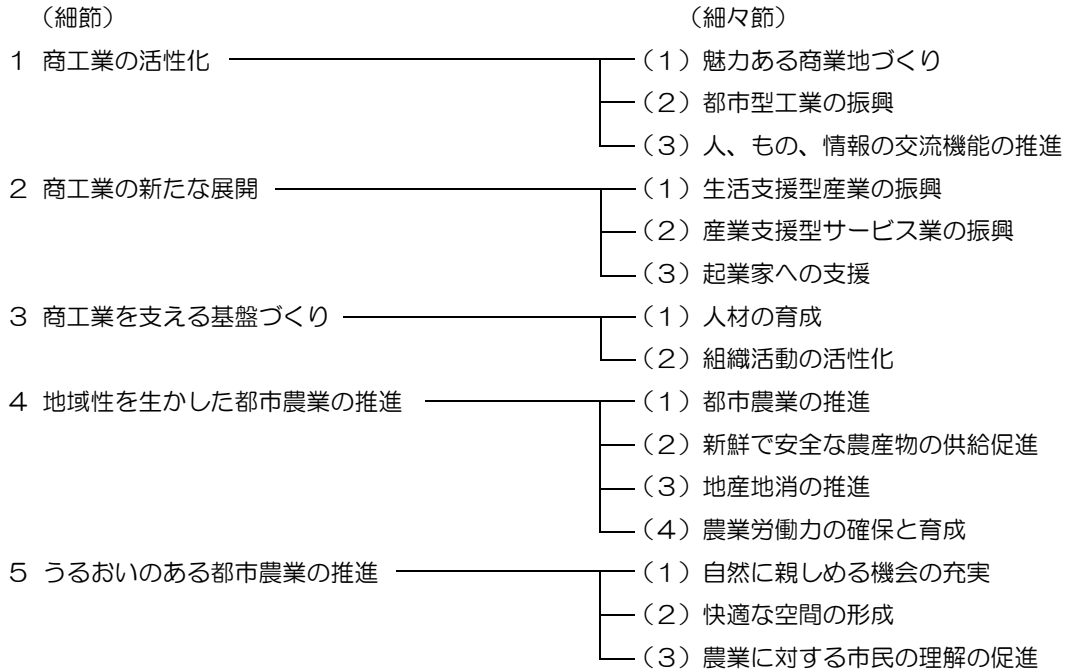 （細節） （細々節）
１ 商工業の活性化 （１）魅力ある商業地づくり
（２）都市型工業の振興
（３）人、もの、情報の交流機能の推進
２ 商工業の新たな展開 （１）生活支援型産業の振興
（２）産業支援型サービス業の振興
（３）起業家への支援
３ 商工業を支える基盤づくり （１）人材の育成
（２）組織活動の活性化
４ 地域性を生かした都市農業の推進 （１）都市農業の推進
（２）新鮮で安全な農産物の供給促進
（３）地産地消の推進
（４）農業労働力の確保と育成
５ うるおいのある都市農業の推進 （１）自然に親しめる機会の充実
（２）快適な空間の形成
（３）農業に対する市民の理解の促進